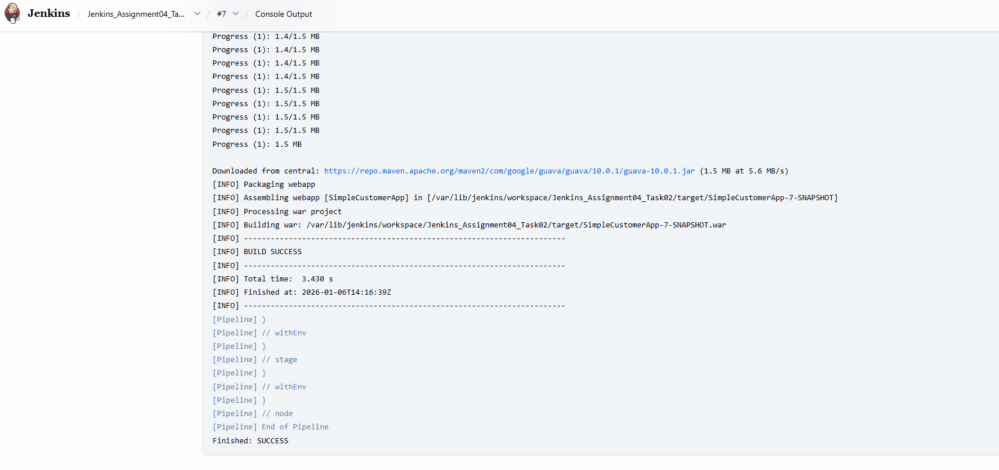 Jenkins / Jenkins_Assignment04_Ta... / #7 / Console Output
Progress (1): 1.4/1.5 MB
Progress (1): 1.4/1.5 MB
Progress (1): 1.4/1.5 MB
Progress (1): 1.4/1.5 MB
Progress (1): 1.5/1.5 MB
Progress (1): 1.5/1.5 MB
Progress (1): 1.5/1.5 MB
Progress (1): 1.5/1.5 MB
Progress (1): 1.5 MB
Downloaded from central: https://repo.maven.apache.org/maven2/com/google/guava/guava/10.0.1/guava-10.0.1.jar (1.5 MB at 5.6 MB/s)
[INFO] Packaging webapp
[INFO] Assembling webapp [SimpleCustomerApp] in [/var/lib/jenkins/workspace/Jenkins_Assignment04_Task02/target/SimpleCustomerApp-7-SNAPSHOT]
[INFO] Processing war project
[INFO] Building war: /var/lib/jenkins/workspace/Jenkins_Assignment04_Task02/target/SimpleCustomerApp-7-SNAPSHOT.war
[INFO] ------------------------------------------------------------------------
[INFO] BUILD SUCCESS
[INFO] ------------------------------------------------------------------------
[INFO] Total time:  3.430 s
[INFO] Finished at: 2026-01-06T14:16:39Z
[INFO] ------------------------------------------------------------------------
[Pipeline] }
[Pipeline] // withEnv
[Pipeline] }
[Pipeline] // stage
[Pipeline] }
[Pipeline] // withEnv
[Pipeline] }
[Pipeline] // node
[Pipeline] End of Pipeline
Finished: SUCCESS